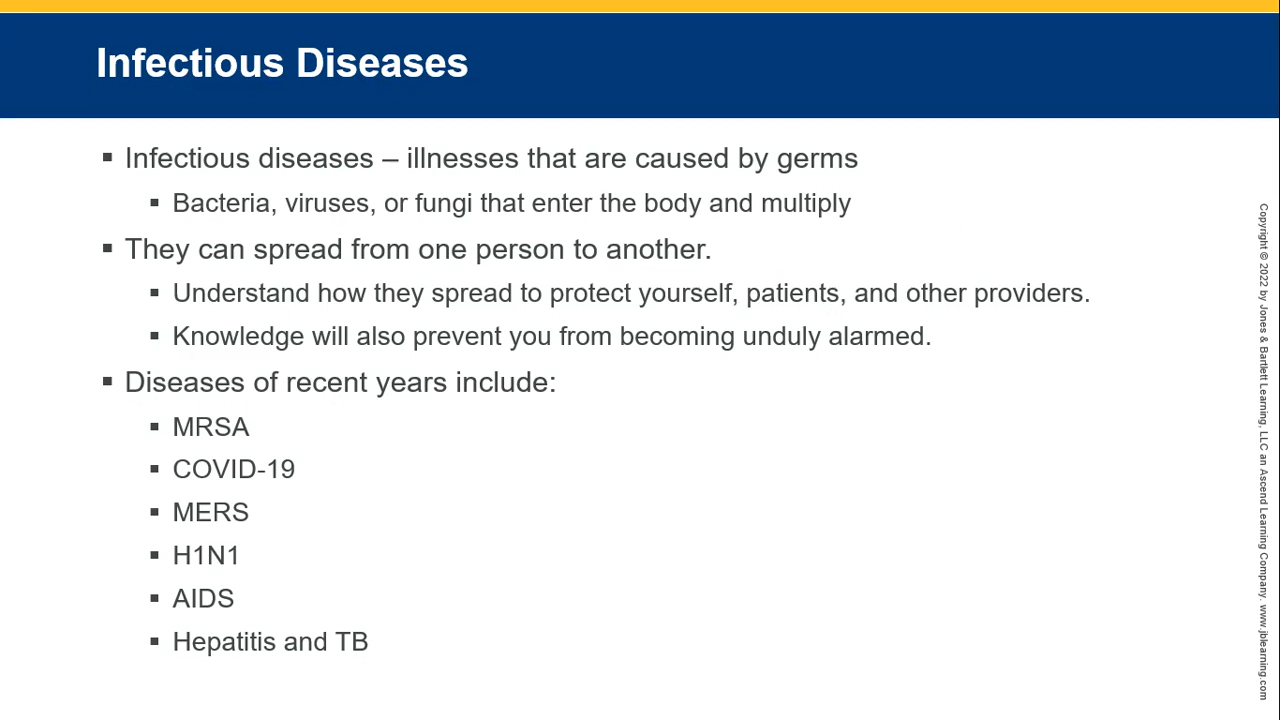 Infectious Diseases
▪ Infectious diseases – illnesses that are caused by germs
▪ Bacteria, viruses, or fungi that enter the body and multiply
▪ They can spread from one person to another.
▪ Understand how they spread to protect yourself, patients, and other providers.
▪ Knowledge will also prevent you from becoming unduly alarmed.
▪ Diseases of recent years include:
▪ MRSA
▪ COVID-19
▪ MERS
▪ H1N1
▪ AIDS
▪ Hepatitis and TB
Copyright © 2022 by Jones & Bartlett Learning, LLC an Ascend Learning Company. www.jblearning.com